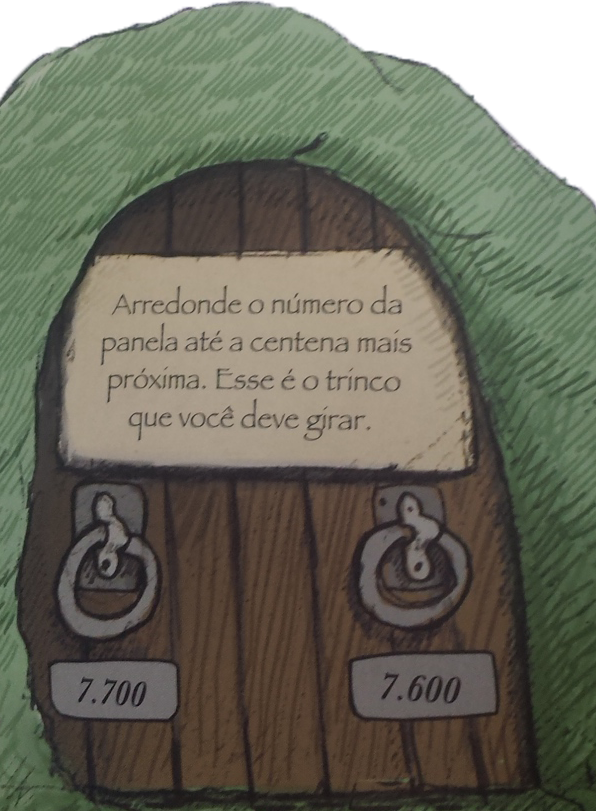 Arredonde o número da
panela até a centena mais
próxima. Esse é o trinco
que você deve girar.
7.700
7.600